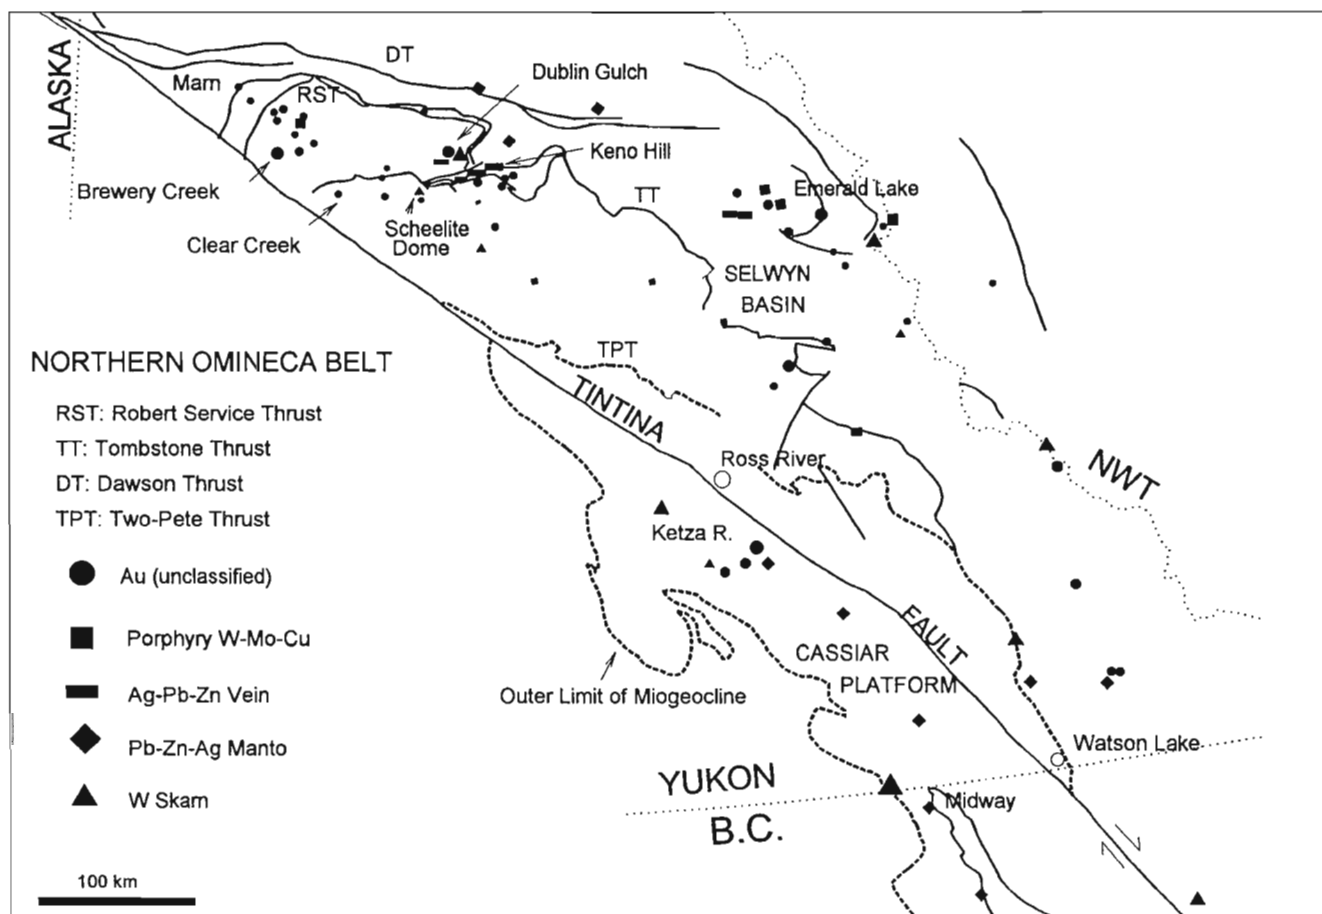 ALASKA
DT
Mam
RST
Dublin Gulch
Keno Hill
Brewery Creek
Clear Creek
Scheelite
Dome
TT
Emerald Lake
SELWYN
BASIN
NORTHERN OMINECA BELT
TPT
TINTINA
RST: Robert Service Thrust
TT: Tombstone Thrust
DT: Dawson Thrust
TPT: Two-Pete Thrust
Ross River
NWT
Ketza R.
Au (unclassified)
Porphyry W-Mo-Cu
FAULT
CASSIAR
PLATFORM
Ag-Pb-Zn Vein
Outer Limit of Miogeocline
Pb-Zn-Ag Manto
Watson Lake
W Skarn
YUKON
Midway
B.C.
100 km